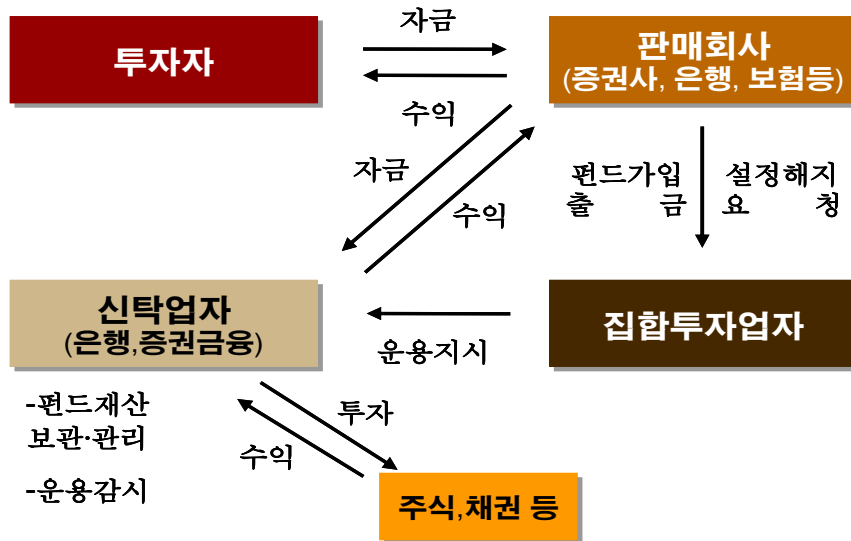 자금
투자자
판매회사
(증권사, 은행, 보험등)
수익
자금
수익
펀드가입
출 금
설정해지
요 청
신탁업자
(은행,증권금융)
집합투자업자
운용지시
-펀드재산
보관·관리
-운용감시
투자
수익
주식,채권 등